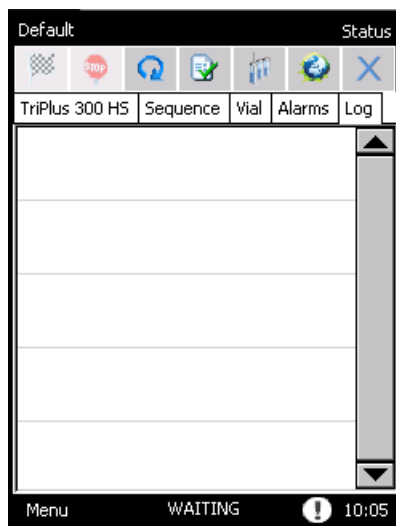 Default Status
STOP
TriPlus 300 HS Sequence Vial Alarms Log
Menu WAITING ! 10:05